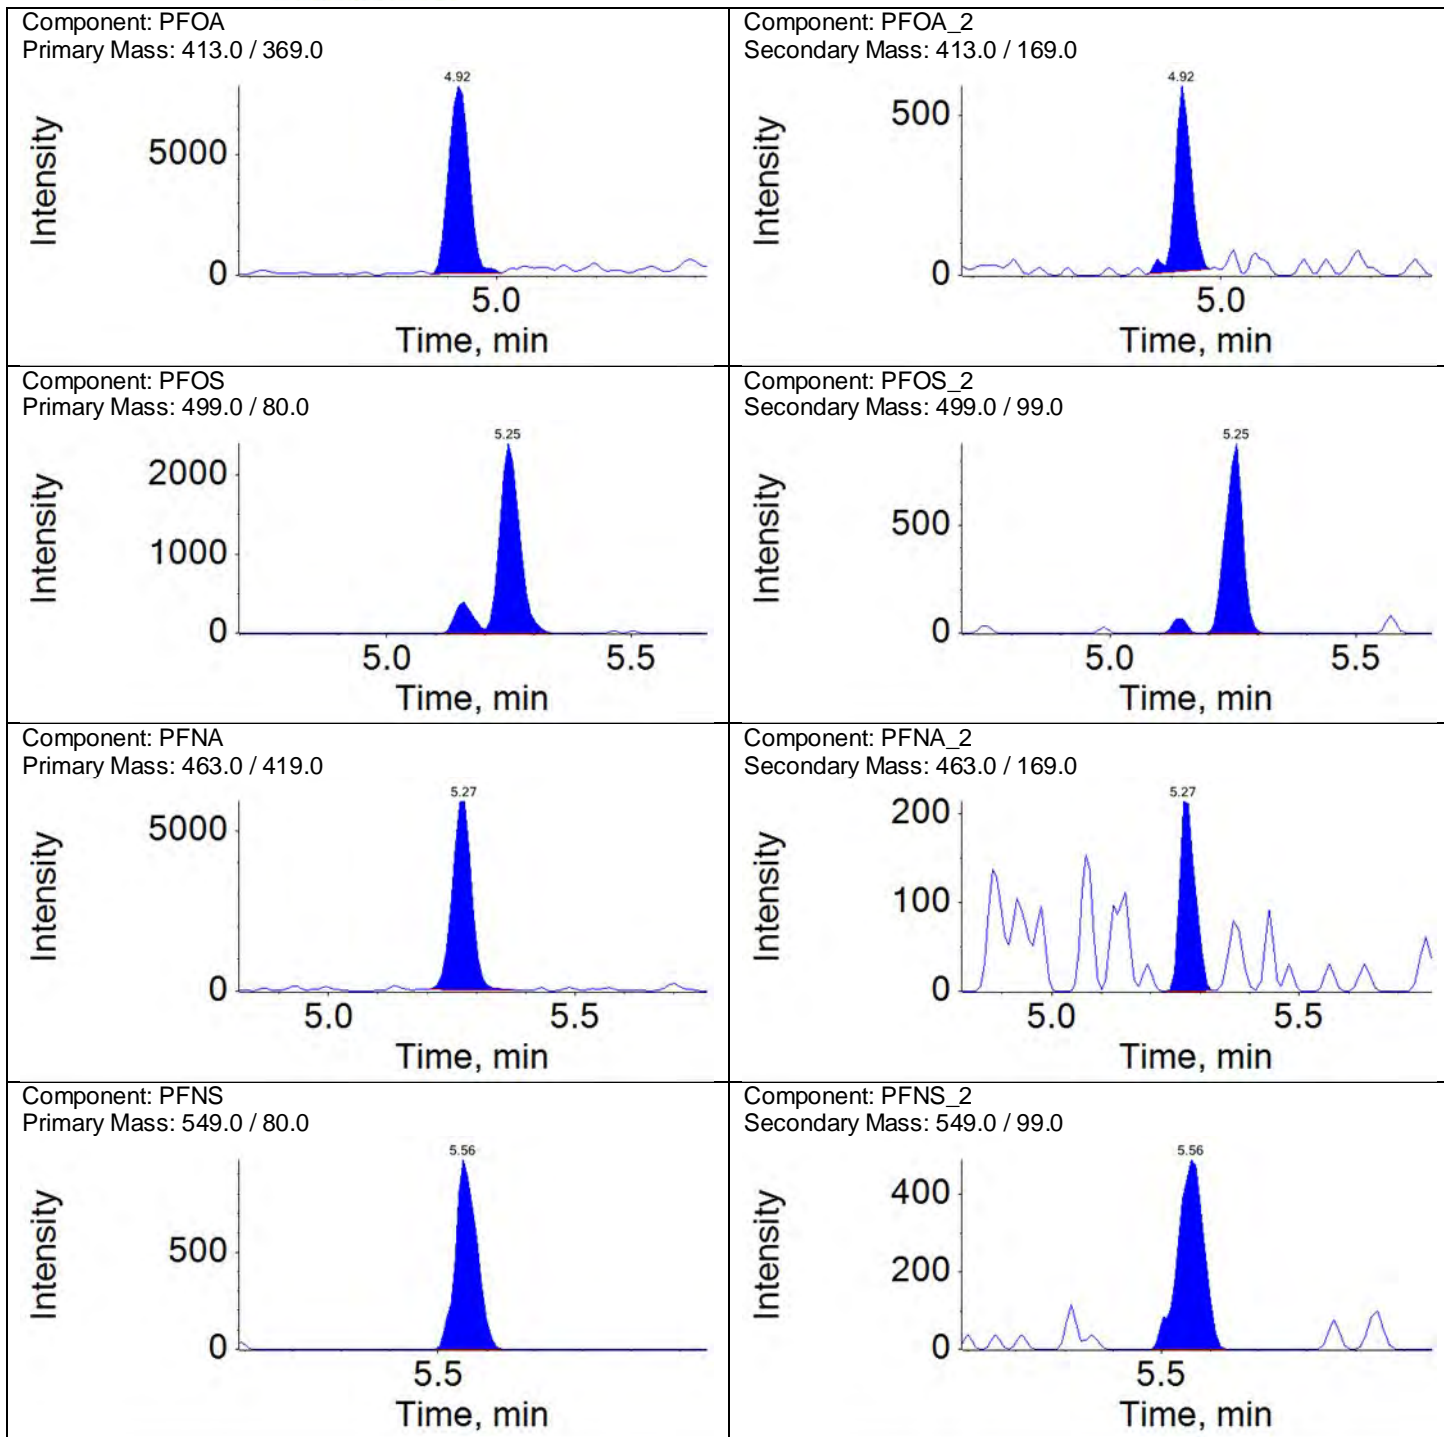 Component: PFOA
Primary Mass: 413.0 / 369.0
4.92
Intensity
5000
0
5.0
Time, min
Component: PFOA_2
Secondary Mass: 413.0 / 169.0
4.92
Intensity
500
0
5.0
Time, min
Component: PFOS
Primary Mass: 499.0 / 80.0
5.25
Intensity
2000
1000
0
5.0 5.5
Time, min
Component: PFOS_2
Secondary Mass: 499.0 / 99.0
5.25
Intensity
500
0
5.0 5.5
Time, min
Component: PFNA
Primary Mass: 463.0 / 419.0
5.27
Intensity
5000
0
5.0 5.5
Time, min
Component: PFNA_2
Secondary Mass: 463.0 / 169.0
5.27
Intensity
200
100
0
5.0 5.5
Time, min
Component: PFNS
Primary Mass: 549.0 / 80.0
5.56
Intensity
500
0
5.5
Time, min
Component: PFNS_2
Secondary Mass: 549.0 / 99.0
5.56
Intensity
400
200
0
5.5
Time, min